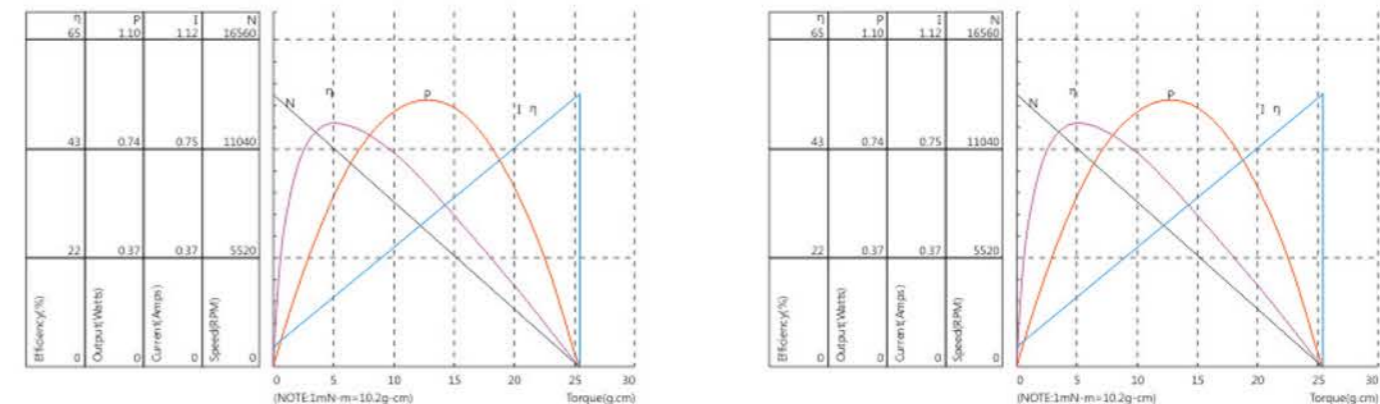 η P I N
65 1.10 1.12 16560
N η P I η
43 0.74 0.75 11040
22 0.37 0.37 5520
Efficiency(%) Output(Watts) Current(Amps) Speed(RPM)
0 0 0 0
0 5 10 15 20 25 30
(NOTE:1mN-m=10.2g-cm) Torque(g.cm)
η P I N
65 1.10 1.12 16560
N η P I η
43 0.74 0.75 11040
22 0.37 0.37 5520
Efficiency(%) Output(Watts) Current(Amps) Speed(RPM)
0 0 0 0
0 5 10 15 20 25 30
(NOTE:1mN-m=10.2g-cm) Torque(g.cm)